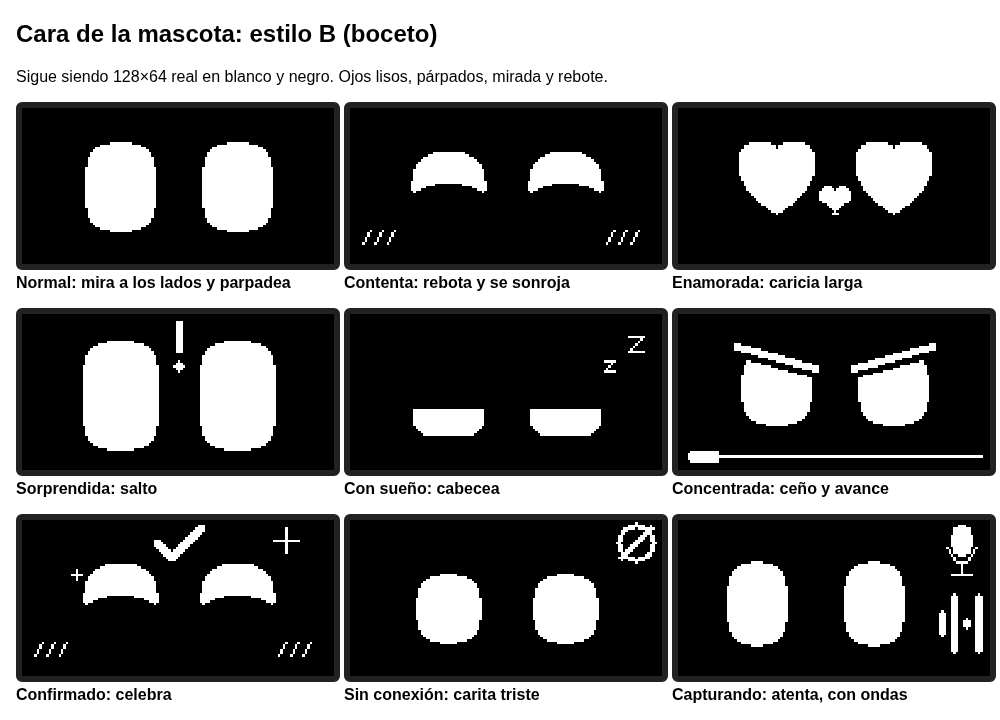 Cara de la mascota: estilo B (boceto)
Sigue siendo 128×64 real en blanco y negro. Ojos lisos, párpados, mirada y rebote.
Normal: mira a los lados y parpadea
Contenta: rebota y se sonroja
Enamorada: caricia larga
!
z Z
Sorprendida: salto
Con sueño: cabecea
Concentrada: ceño y avance
Confirmado: celebra
Sin conexión: carita triste
Capturando: atenta, con ondas